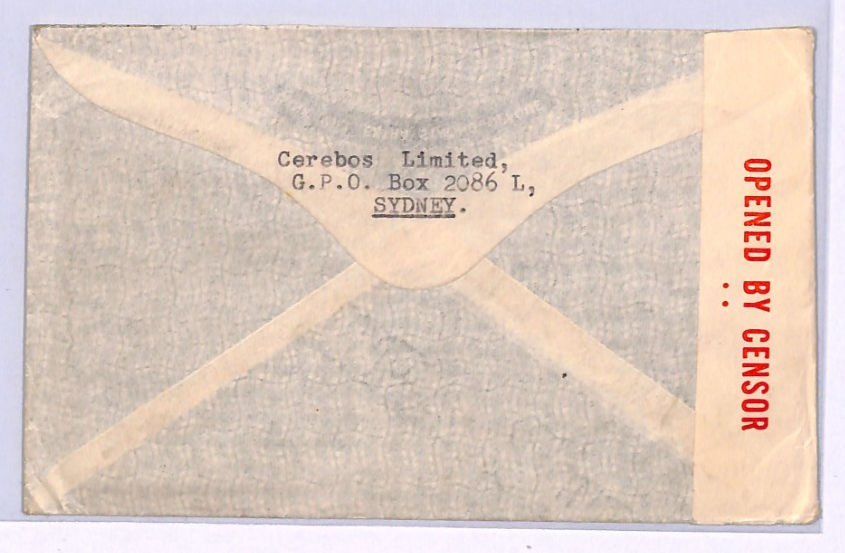 Cerebos Limited,
G.P.O. Box 2086 L,
SYDNEY.
OPENED BY CENSOR